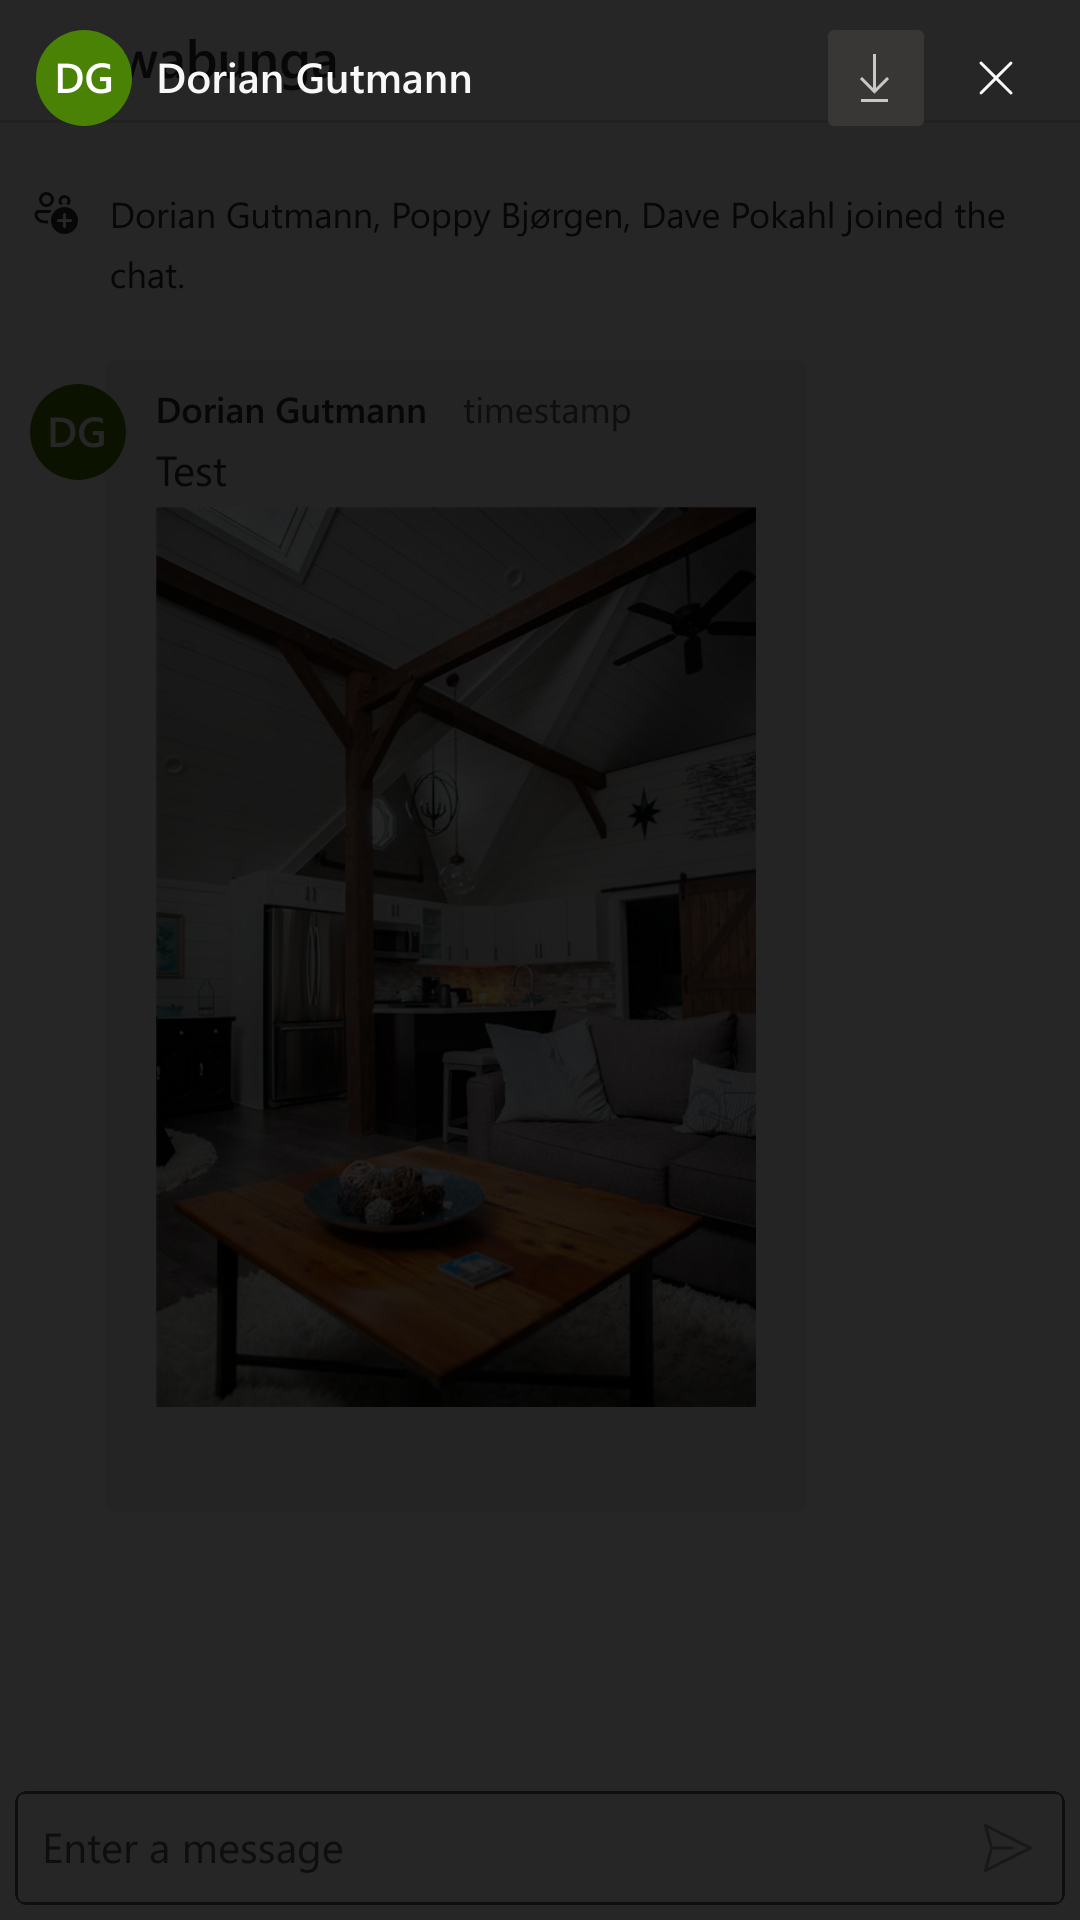 wabunga
DG Dorian Gutmann
Dorian Gutmann, Poppy Bjørgen, Dave Pokahl joined the
chat.
DG Dorian Gutmann timestamp
Test
Enter a message